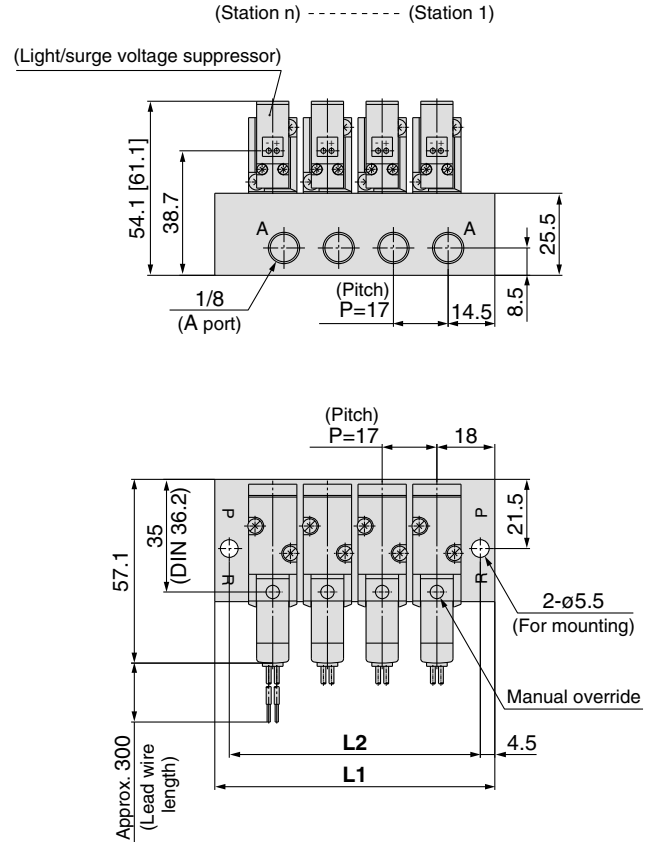 (Station n) ---------- (Station 1)
(Light/surge voltage suppressor)
54.1 [61.1]
38.7
A
A
25.5
8.5
1/8
(A port)
(Pitch)
P=17
14.5
(Pitch)
P=17
18
57.1
35
(DIN 36.2)
P
R
P
R
21.5
2-ø5.5
(For mounting)
Manual override
Approx. 300
(Lead wire
length)
L2
4.5
L1